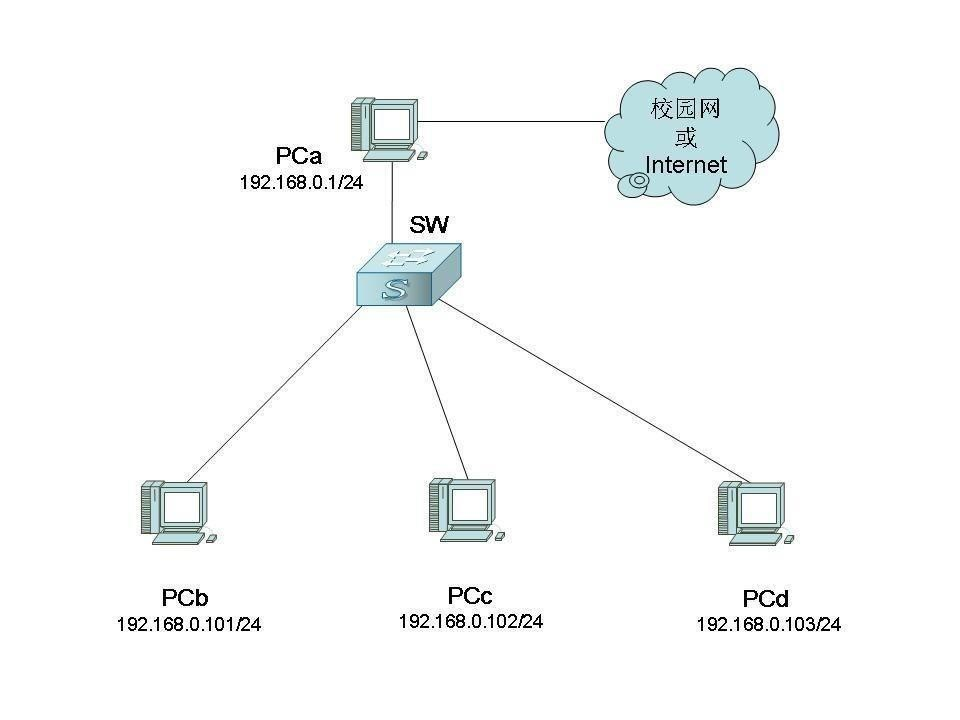 校园网
或
Internet
PCa
192.168.0.1/24
SW
S
PCb
192.168.0.101/24
PCc
192.168.0.102/24
PCd
192.168.0.103/24